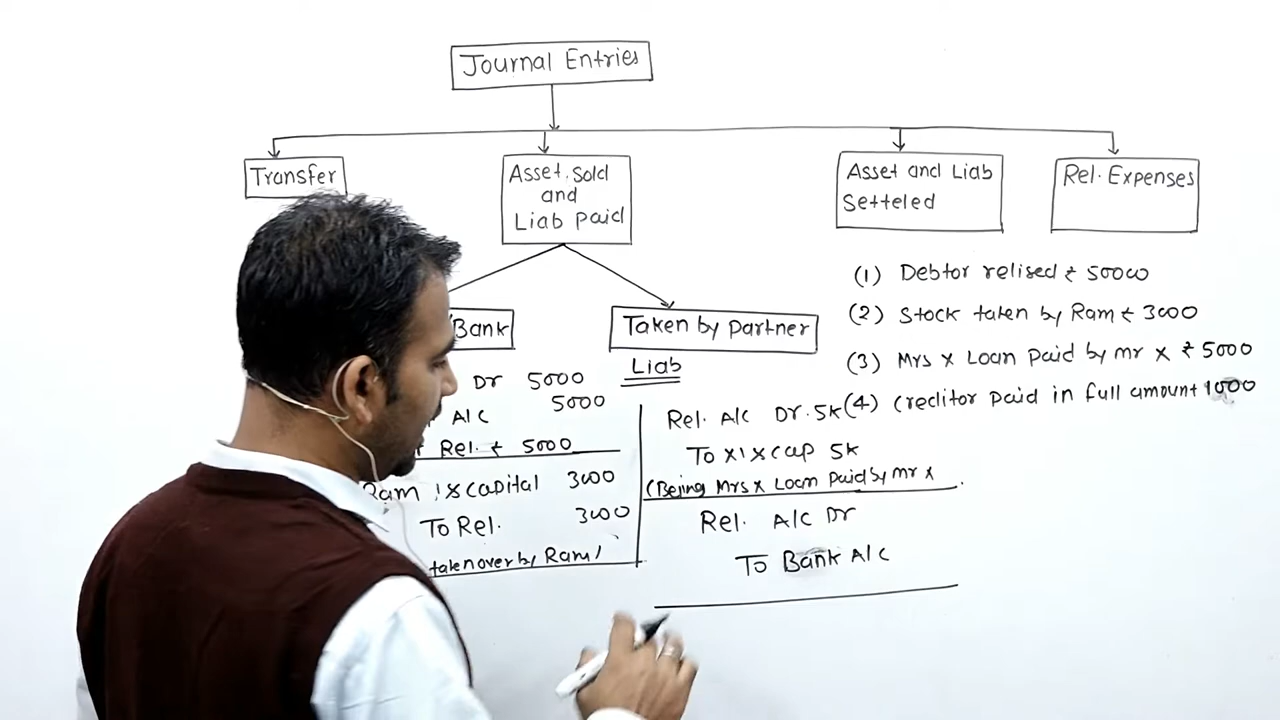 Journal Entries
Transfer
Asset. Sold
and
Liab paid
Asset and Liab
Setteled
Rel. Expenses
Bank
Taken by partner
Liab
Dr 5000
A/C 5000
Rel. ₹ 5000
Ram 's capital 3000
To Rel. 3000
taken over by Ram)
Rel. A/C Dr. 5k
To x's cap 5k
(Being Mrs x Loan paid by mr x
Rel. A/C Dr
To Bank A/C
(1) Debtor relised ₹ 5000
(2) Stock taken by Ram ₹ 3000
(3) Mrs x Loan paid by mr x ₹ 5000
(4) Creditor paid in full amount 1000